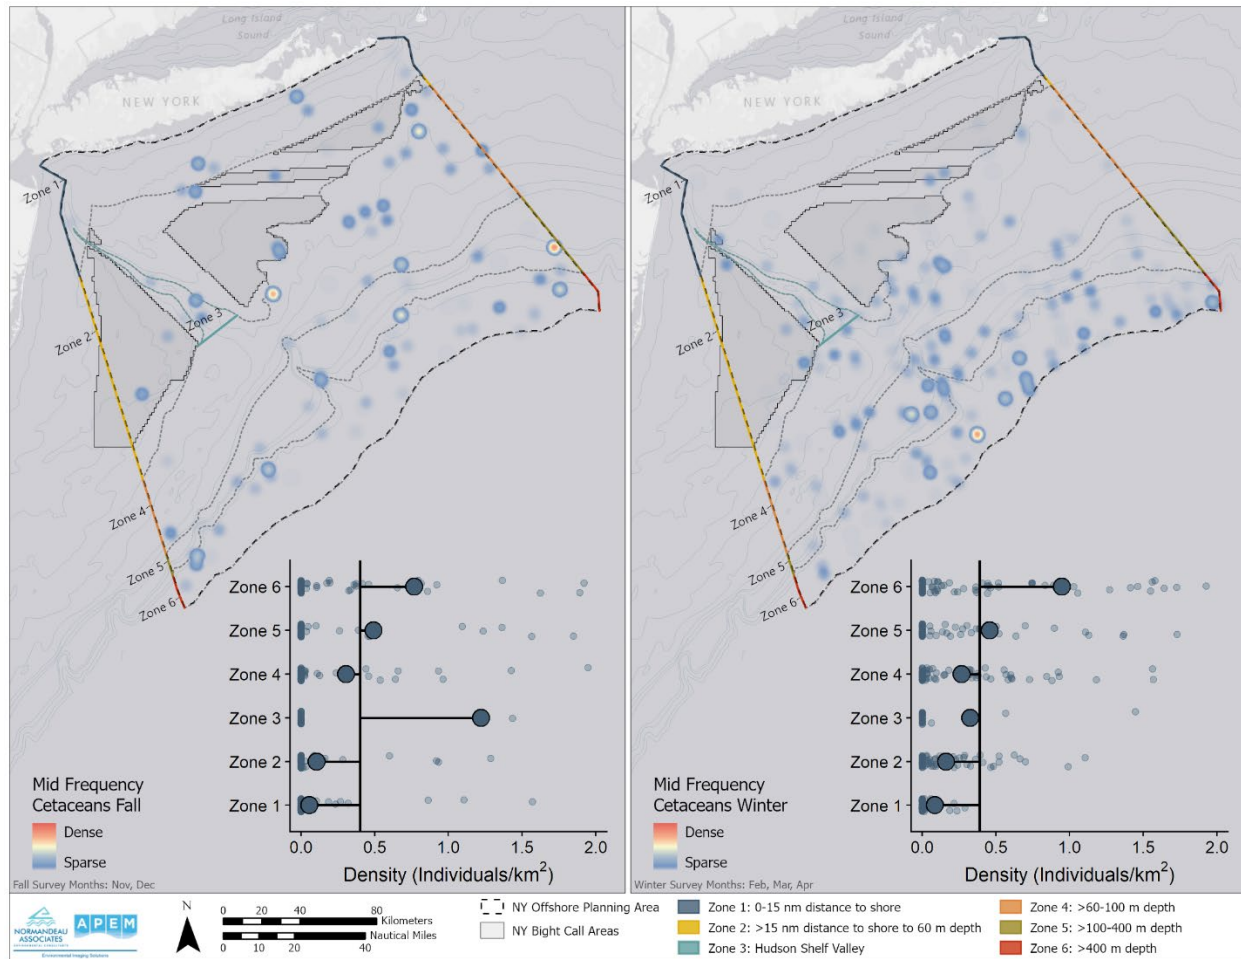 Long Island
Sound
NEW YORK
Zone 1
Zone 2
Zone 3
Zone 4
Zone 5
Zone 6
Zone 6
Zone 5
Zone 4
Zone 3
Zone 2
Zone 1
0.0 0.5 1.0 1.5 2.0
Density (Individuals/km²)
Mid Frequency
Cetaceans Fall
Dense
Sparse
Fall Survey Months: Nov, Dec
Long Island
Sound
NEW YORK
Zone 1
Zone 2
Zone 3
Zone 4
Zone 5
Zone 6
Zone 6
Zone 5
Zone 4
Zone 3
Zone 2
Zone 1
0.0 0.5 1.0 1.5 2.0
Density (Individuals/km²)
Mid Frequency
Cetaceans Winter
Dense
Sparse
Winter Survey Months: Feb, Mar, Apr
NORMANDEAU
ASSOCIATES
ENVIRONMENTAL CONSULTANTS
APEM
Environmental Imaging Solutions
N
0 20 40 80
Kilometers
Nautical Miles
0 10 20 40
NY Offshore Planning Area
NY Bight Call Areas
Zone 1: 0-15 nm distance to shore
Zone 2: >15 nm distance to shore to 60 m depth
Zone 3: Hudson Shelf Valley
Zone 4: >60-100 m depth
Zone 5: >100-400 m depth
Zone 6: >400 m depth